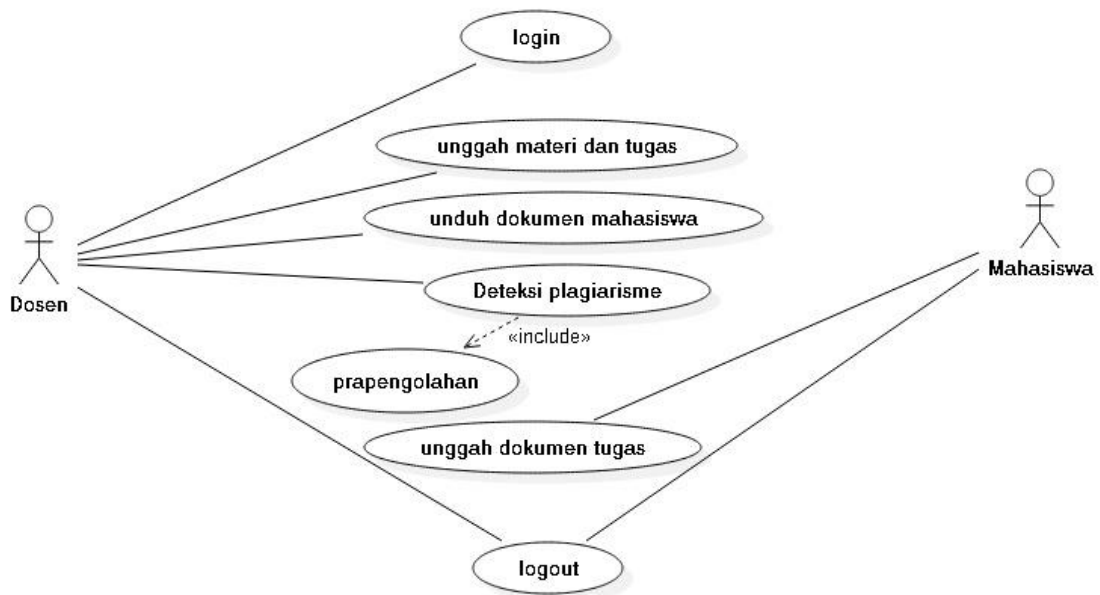 login
unggah materi dan tugas
unduh dokumen mahasiswa
Dosen
Mahasiswa
Deteksi plagiarisme
«include»
prapengolahan
unggah dokumen tugas
logout